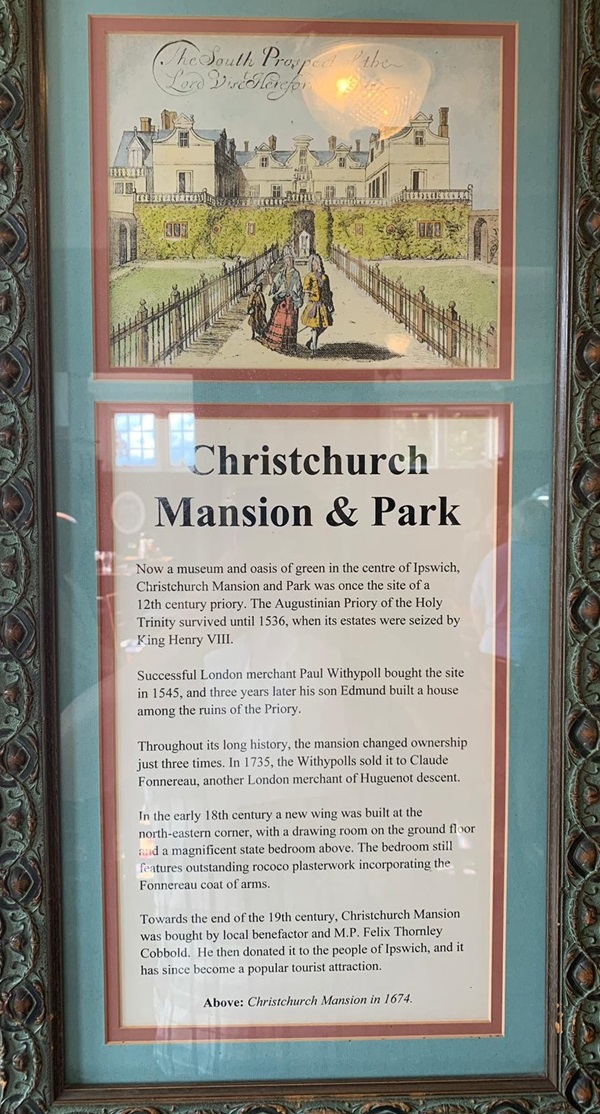 The South Prospect of the
Lord Visc Hereford
Christchurch
Mansion & Park
Now a museum and oasis of green in the centre of Ipswich,
Christchurch Mansion and Park was once the site of a
12th century priory. The Augustinian Priory of the Holy
Trinity survived until 1536, when its estates were seized by
King Henry VIII.
Successful London merchant Paul Withypoll bought the site
in 1545, and three years later his son Edmund built a house
among the ruins of the Priory.
Throughout its long history, the mansion changed ownership
just three times. In 1735, the Withypolls sold it to Claude
Fonnereau, another London merchant of Huguenot descent.
In the early 18th century a new wing was built at the
north-eastern corner, with a drawing room on the ground floor
and a magnificent state bedroom above. The bedroom still
features outstanding rococo plasterwork incorporating the
Fonnereau coat of arms.
Towards the end of the 19th century, Christchurch Mansion
was bought by local benefactor and M.P. Felix Thornley
Cobbold. He then donated it to the people of Ipswich, and it
has since become a popular tourist attraction.
Above: Christchurch Mansion in 1674.